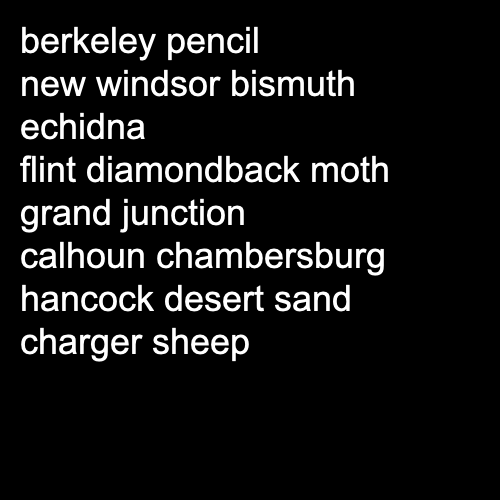 berkeley pencil
new windsor bismuth
echidna
flint diamondback moth
grand junction
calhoun chambersburg
hancock desert sand
charger sheep